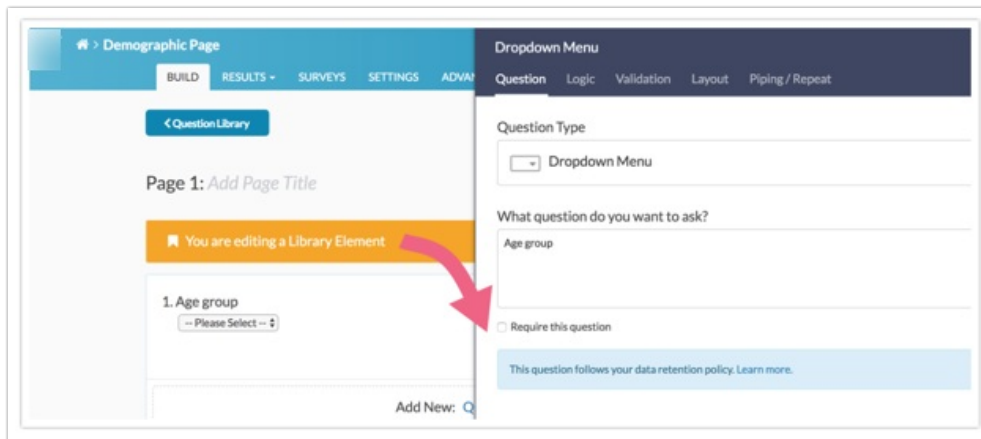 > Demographic Page
BUILD RESULTS SURVEYS SETTINGS ADVAN
< Question Library
Page 1: Add Page Title
You are editing a Library Element
1. Age group
-- Please Select --
Add New: Q
Dropdown Menu
Question Logic Validation Layout Piping / Repeat
Question Type
Dropdown Menu
What question do you want to ask?
Age group
Require this question
This question follows your data retention policy. Learn more.